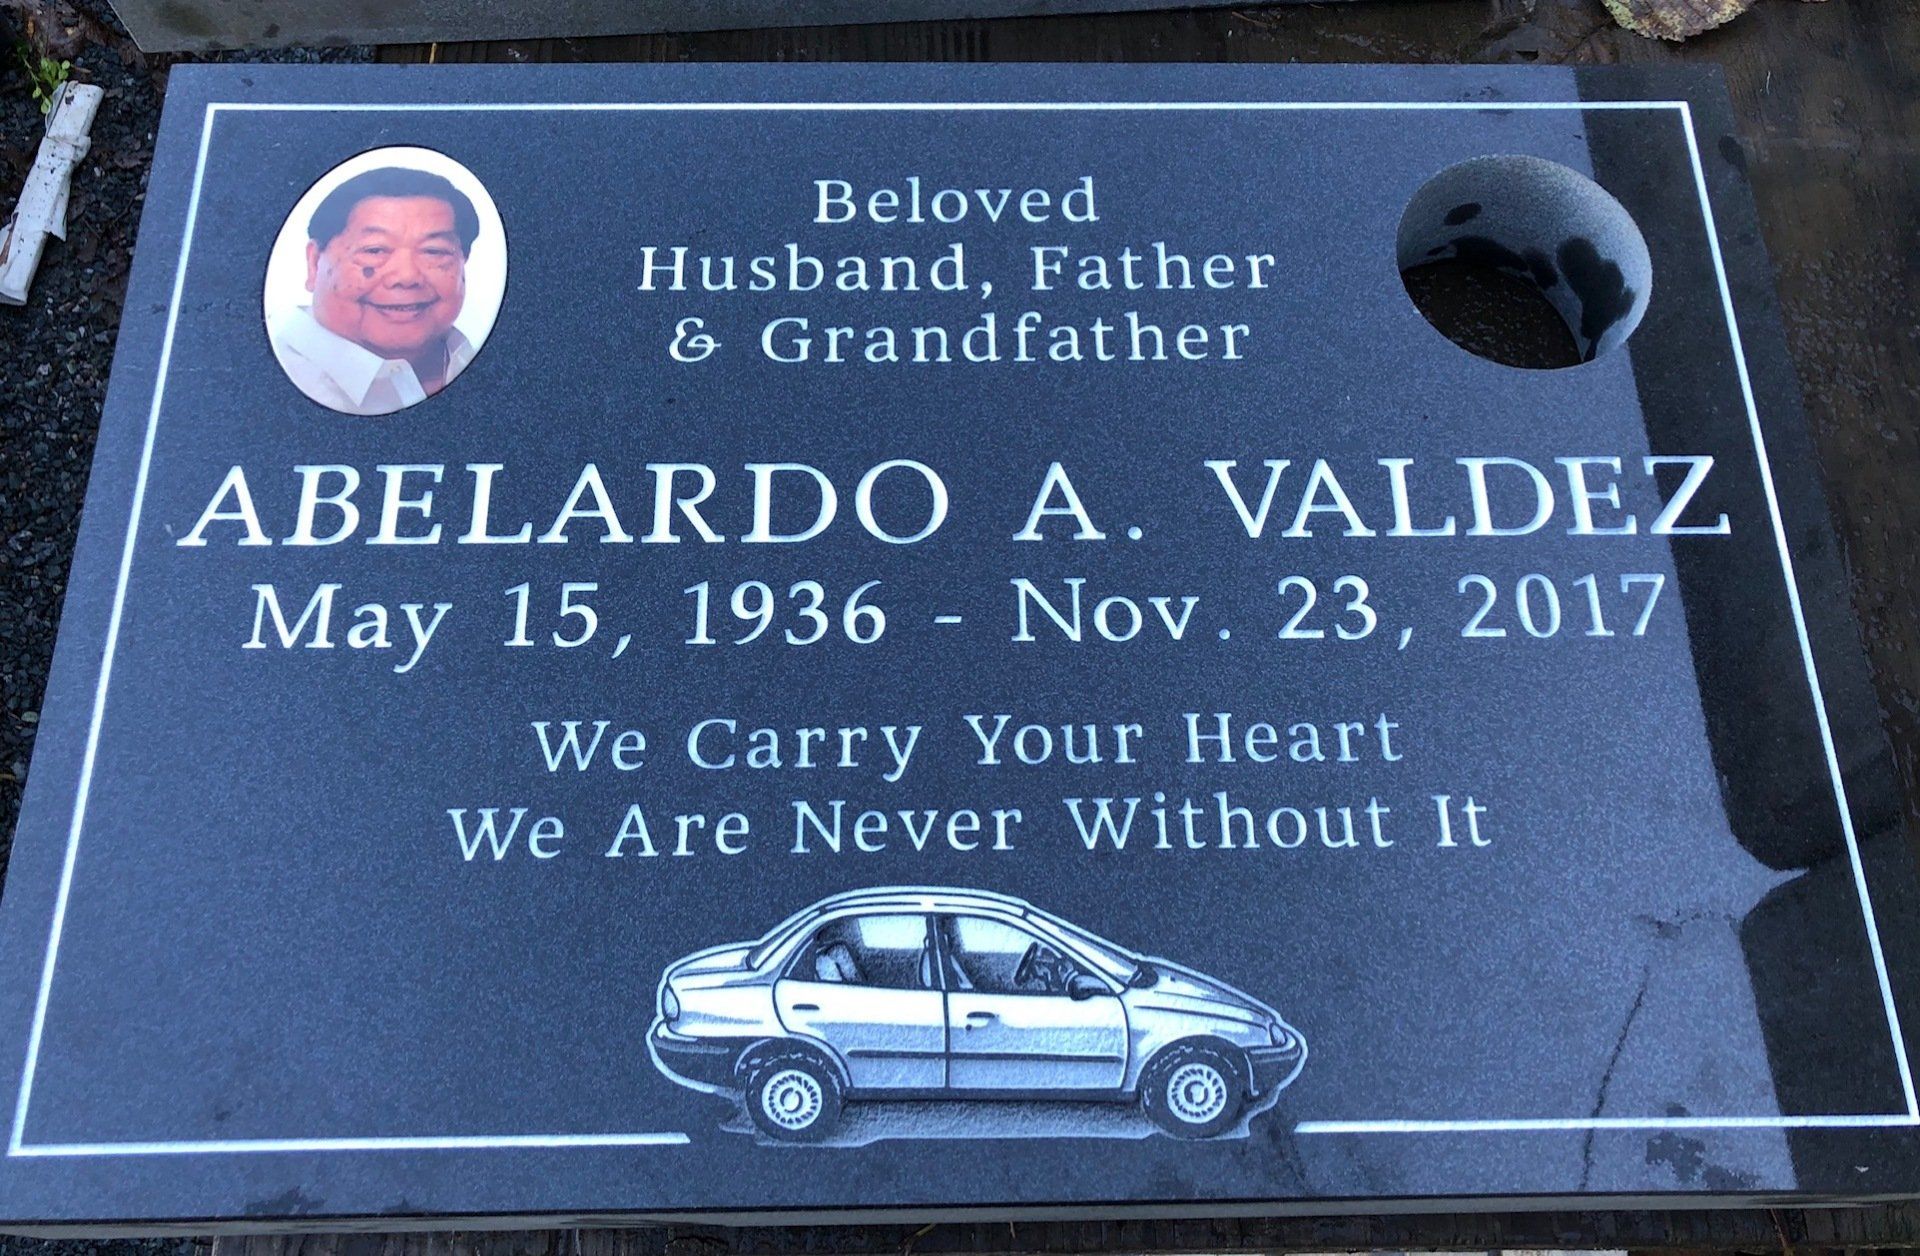 Beloved
Husband, Father
& Grandfather
ABELARDO A. VALDEZ
May 15, 1936 - Nov. 23, 2017
We Carry Your Heart
We Are Never Without It